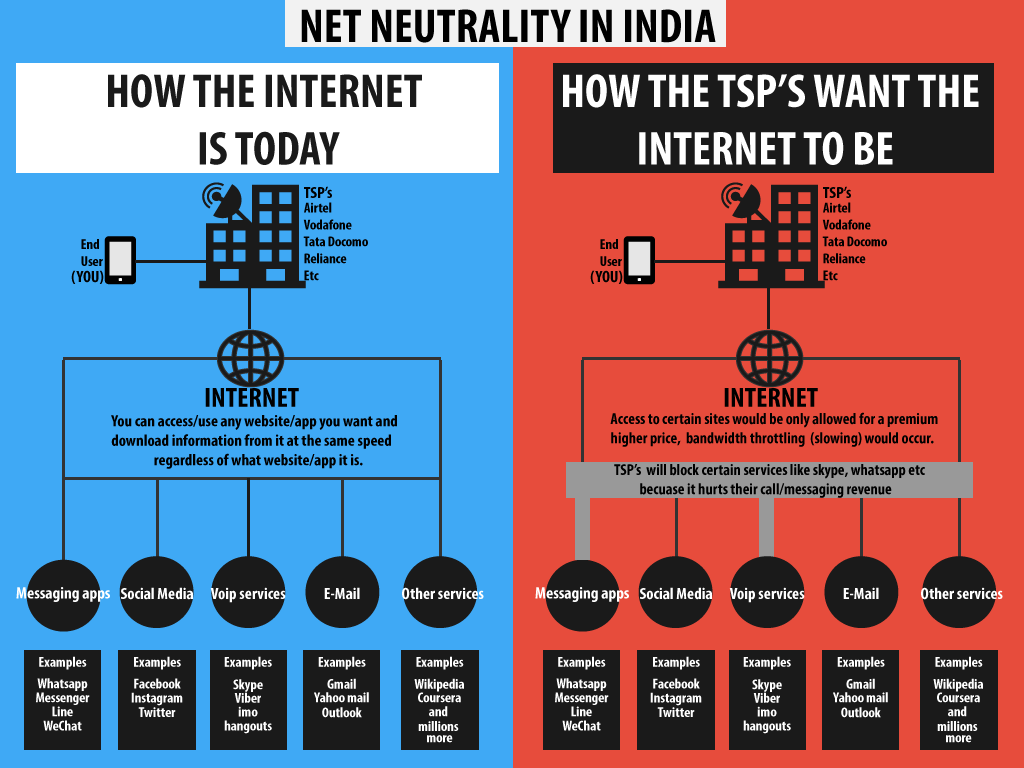 NET NEUTRALITY IN INDIA
HOW THE INTERNET
IS TODAY
TSP's
Airtel
Vodafone
Tata Docomo
Reliance
Etc
End
User
(YOU)
INTERNET
You can access/use any website/app you want and
download information from it at the same speed
regardless of what website/app it is.
Messaging apps
Social Media
Voip services
E-Mail
Other services
Examples
Whatsapp
Messenger
Line
WeChat
Examples
Facebook
Instagram
Twitter
Examples
Skype
Viber
imo
hangouts
Examples
Gmail
Yahoo mail
Outlook
Examples
Wikipedia
Coursera
and
millions
more
HOW THE TSP'S WANT THE
INTERNET TO BE
TSP's
Airtel
Vodafone
Tata Docomo
Reliance
Etc
End
User
(YOU)
INTERNET
Access to certain sites would be only allowed for a premium
higher price, bandwidth throttling (slowing) would occur.
TSP's will block certain services like skype, whatsapp etc
becuase it hurts their call/messaging revenue
Messaging apps
Social Media
Voip services
E-Mail
Other services
Examples
Whatsapp
Messenger
Line
WeChat
Examples
Facebook
Instagram
Twitter
Examples
Skype
Viber
imo
hangouts
Examples
Gmail
Yahoo mail
Outlook
Examples
Wikipedia
Coursera
and
millions
more